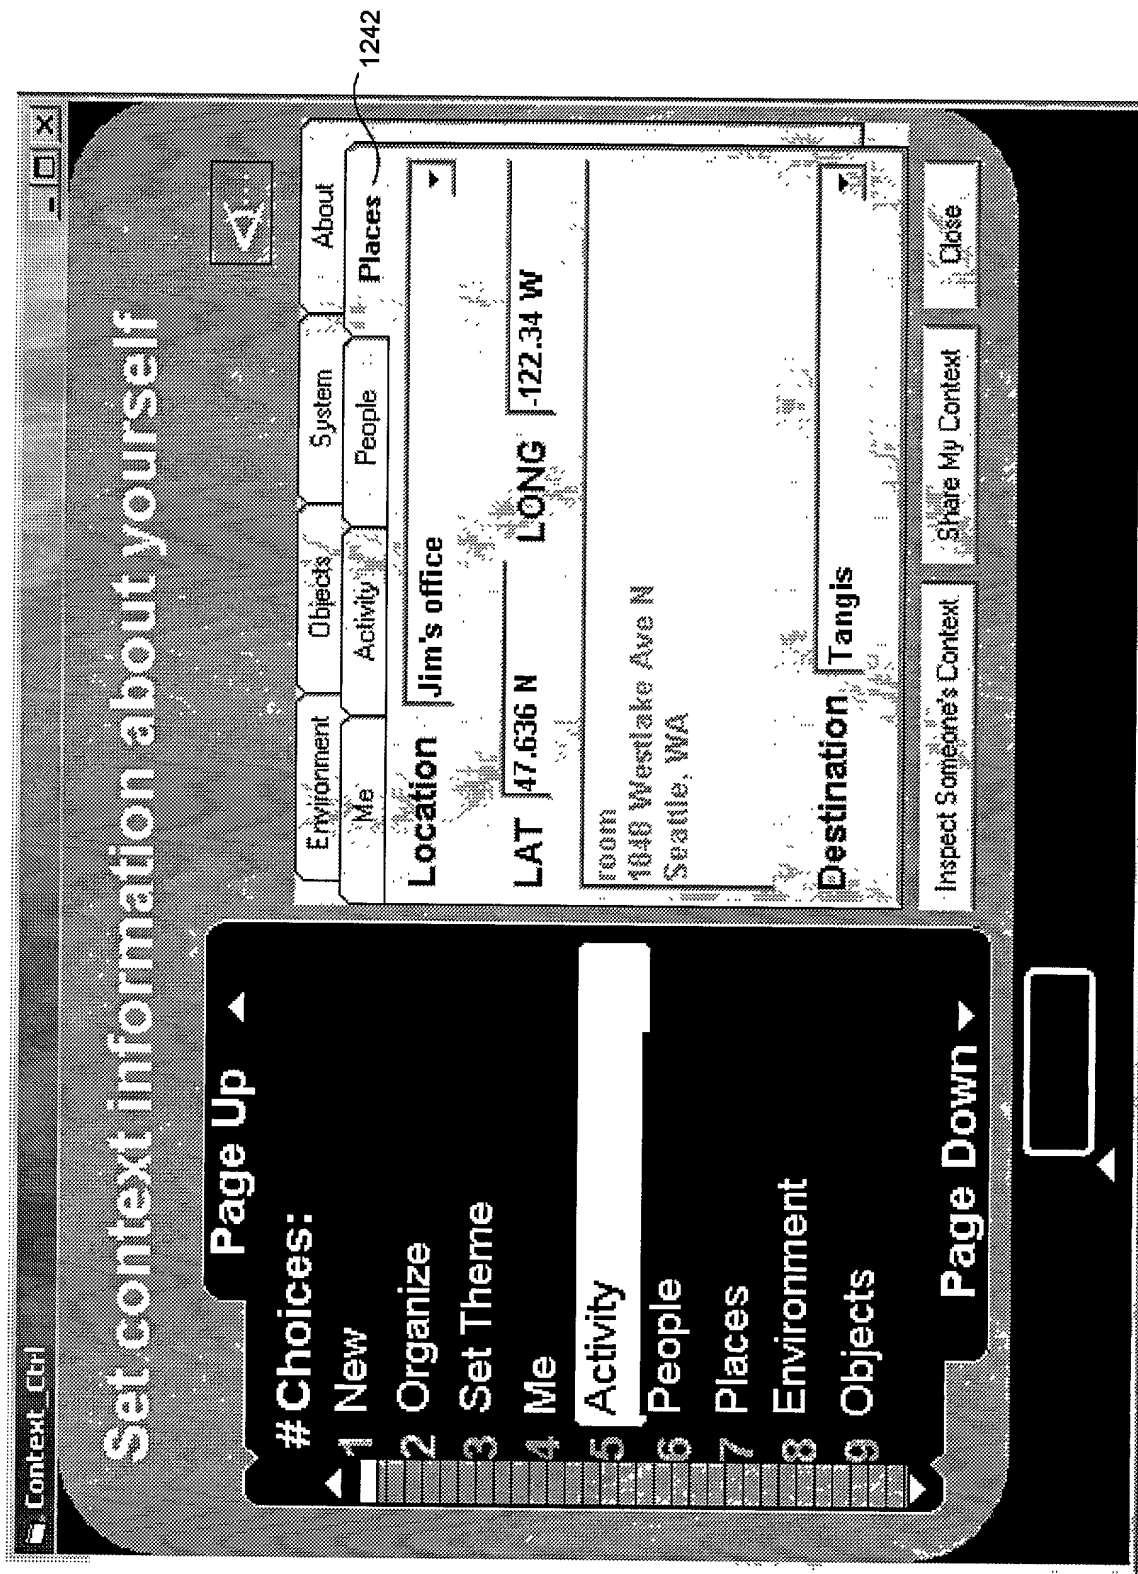 Context_Ctrl
Set context information about yourself
Page Up
# Choices:
1 New
2 Organize
3 Set Theme
4 Me
5 Activity
6 People
7 Places
8 Environment
9 Objects
Page Down
Environment Objects System About
Me Activity People Places
1242
Location Jim's office
LAT 47.636 N LONG -122.34 W
room
1840 Westlake Ave N
Seattle, WA
Destination Tangis
Inspect Someone's Context Share My Context Close